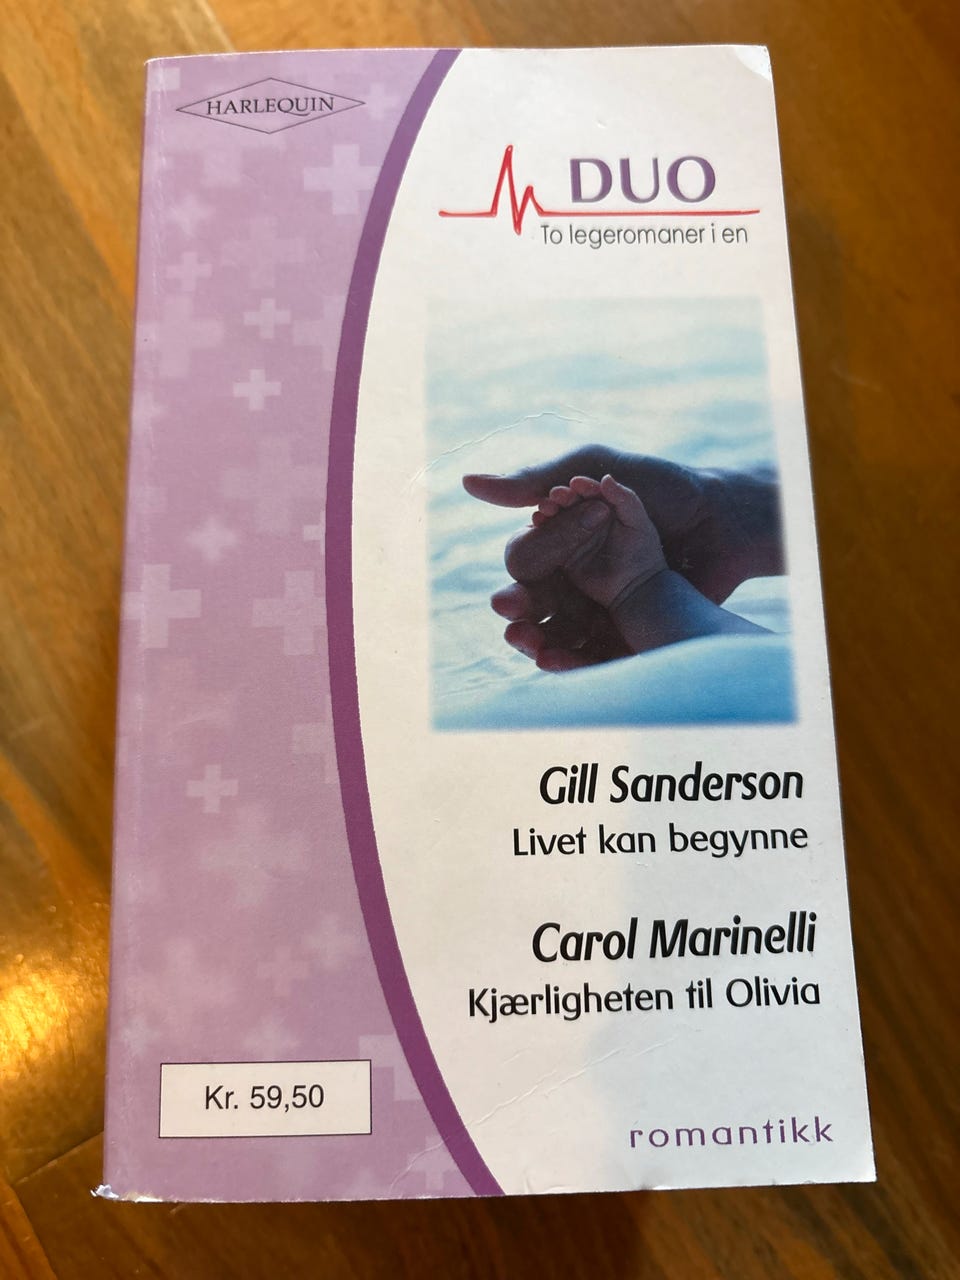 HARLEQUIN
DUO
To legeromaner i en
Gill Sanderson
Livet kan begynne
Carol Marinelli
Kjærligheten til Olivia
Kr. 59,50
romantikk